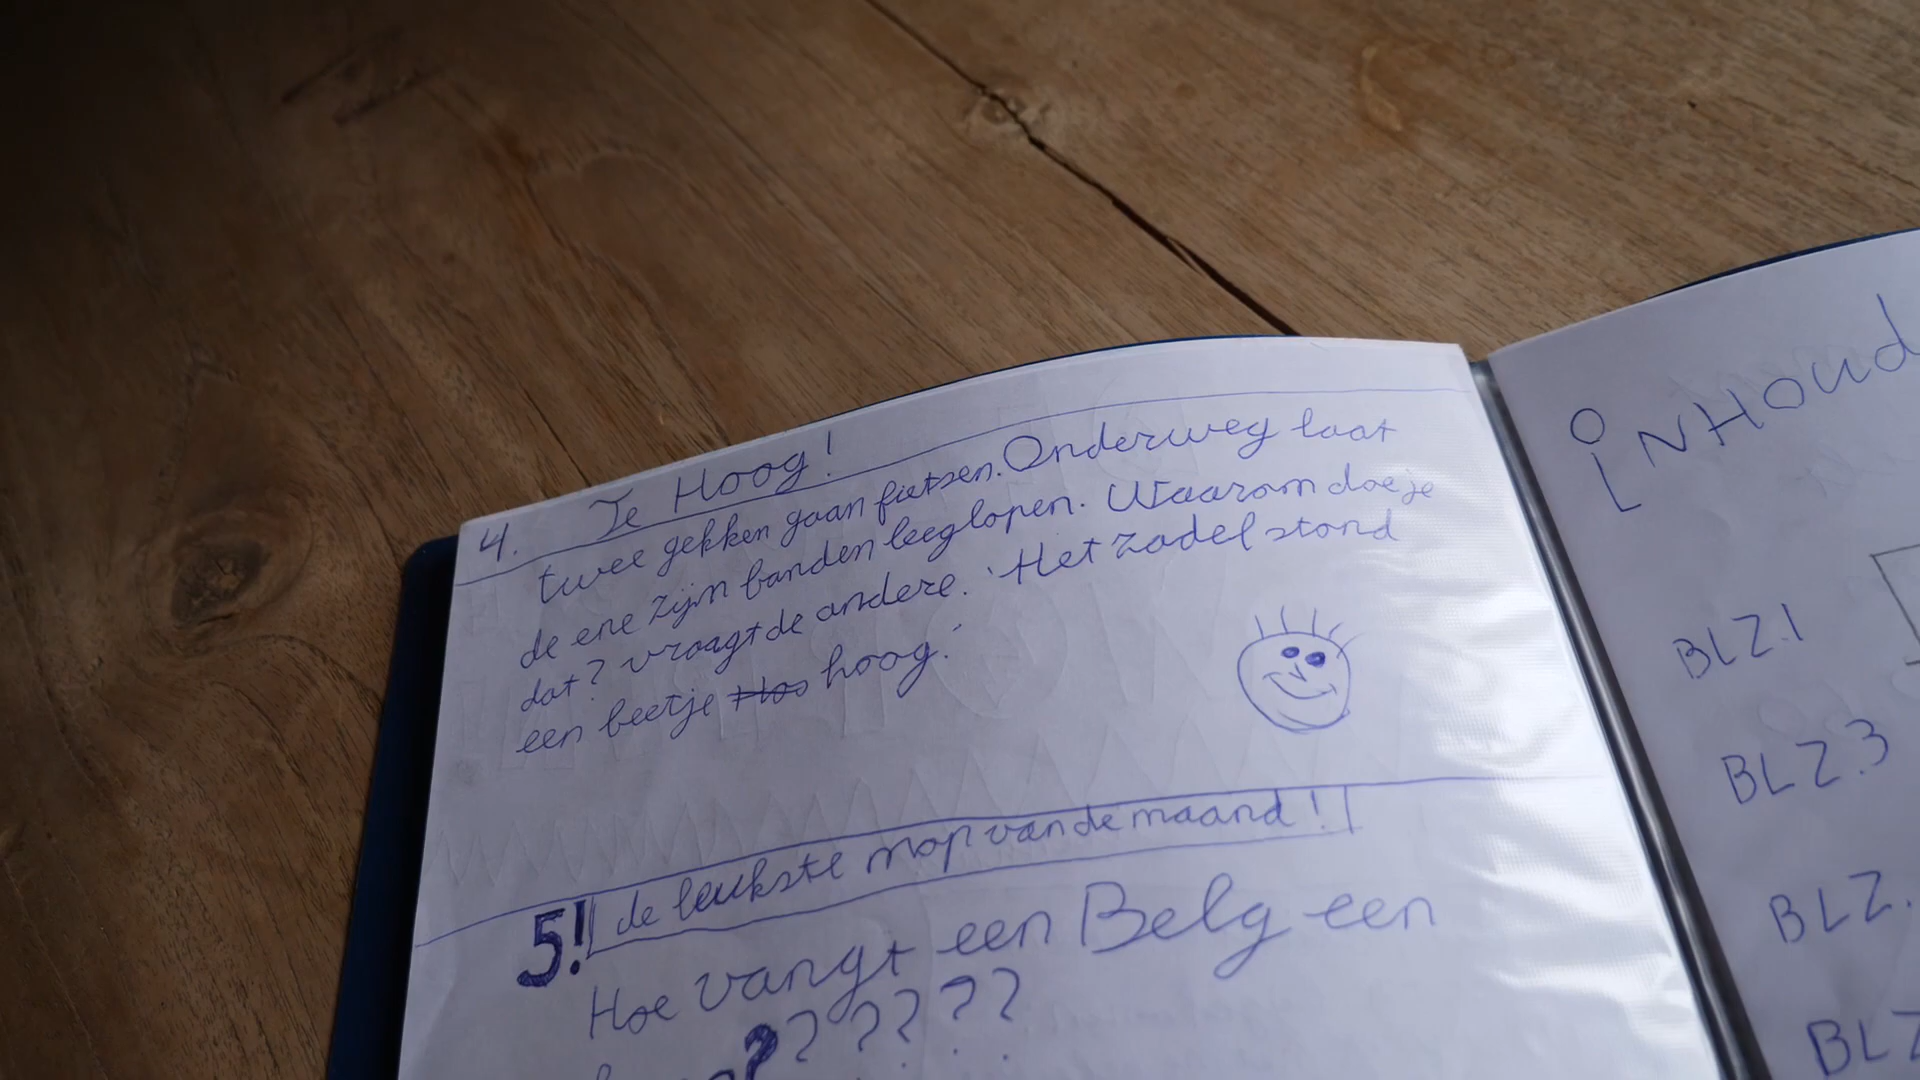 4. Te Hoog!
twee gekken gaan fietsen. Onderweg laat
de ene zijn banden leeglopen. Waarom doe je
dat? vraagt de andere. 'Het zadel stond
een beetje hoog.'
de leukste mop van de maand!
5! Hoe vangt een Belg een
? ? ? ? ? ?
inhoud
BLZ.1
BLZ.3
BLZ.
BLZ